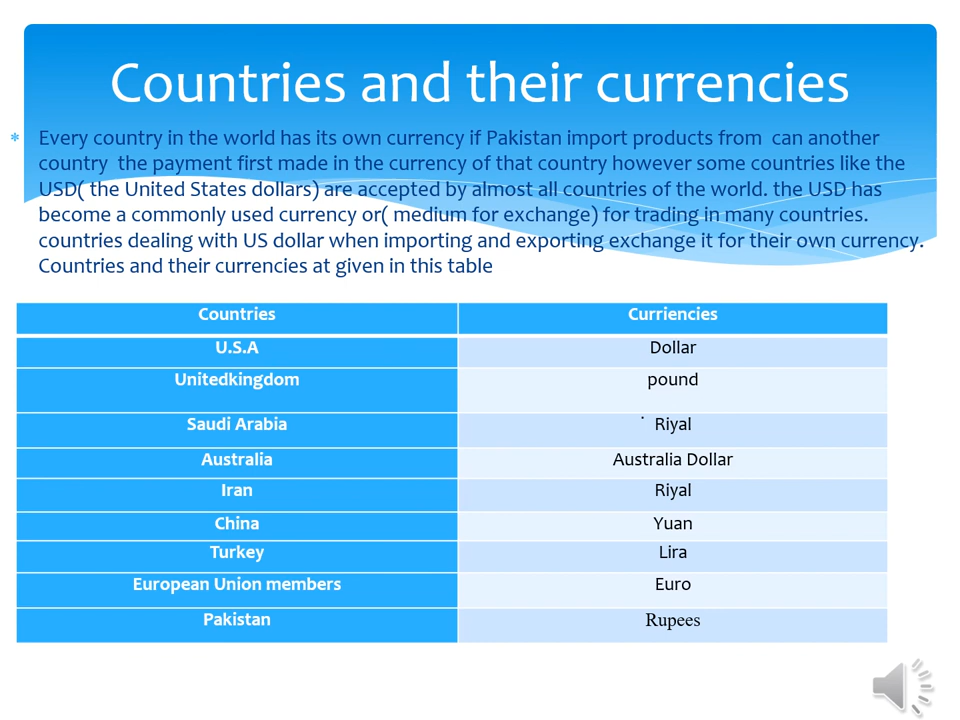 Countries and their currencies
Every country in the world has its own currency if Pakistan import products from can another
country the payment first made in the currency of that country however some countries like the
USD( the United States dollars) are accepted by almost all countries of the world. the USD has
become a commonly used currency or( medium for exchange) for trading in many countries.
countries dealing with US dollar when importing and exporting exchange it for their own currency.
Countries and their currencies at given in this table
Countries Curriencies
U.S.A Dollar
Unitedkingdom pound
Saudi Arabia Riyal
Australia Australia Dollar
Iran Riyal
China Yuan
Turkey Lira
European Union members Euro
Pakistan Rupees